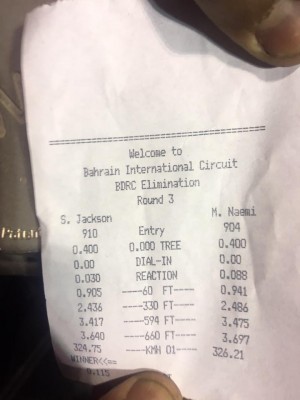 ==============================
Welcome to
Bahrain International Circuit
BDRC Elimination
Round 3
S. Jackson M. Naemi
910 Entry 904
0.400 0.000 TREE 0.400
0.00 DIAL-IN 0.00
0.030 REACTION 0.088
0.905 ----60 FT---- 0.941
2.436 ----330 FT---- 2.486
3.417 ----594 FT---- 3.475
3.640 ----660 FT---- 3.697
324.75 ----KMH 01---- 326.21
WINNER<<==
0.115